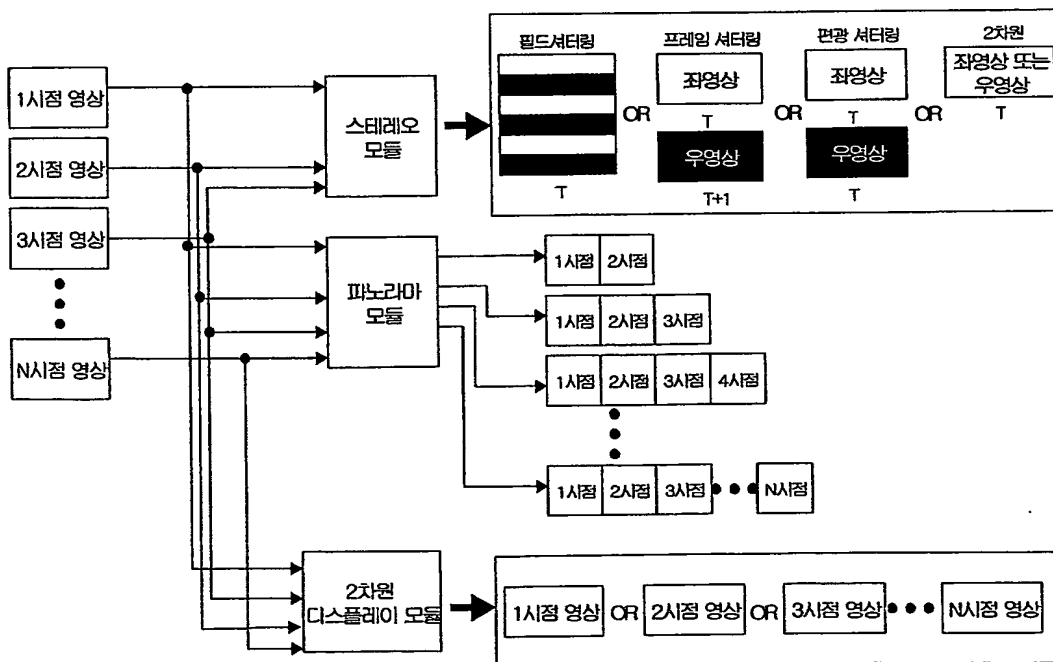 1시점 영상
2시점 영상
3시점 영상
N시점 영상
스테레오
모듈
필드셔터링
T
OR
프레임 셔터링
좌영상
T
우영상
T+1
OR
편광 셔터링
좌영상
T
우영상
T
OR
2차원
좌영상 또는
우영상
T
파노라마
모듈
1시점 2시점
1시점 2시점 3시점
1시점 2시점 3시점 4시점
1시점 2시점 3시점 N시점
2차원
디스플레이 모듈
1시점 영상 OR 2시점 영상 OR 3시점 영상 N시점 영상